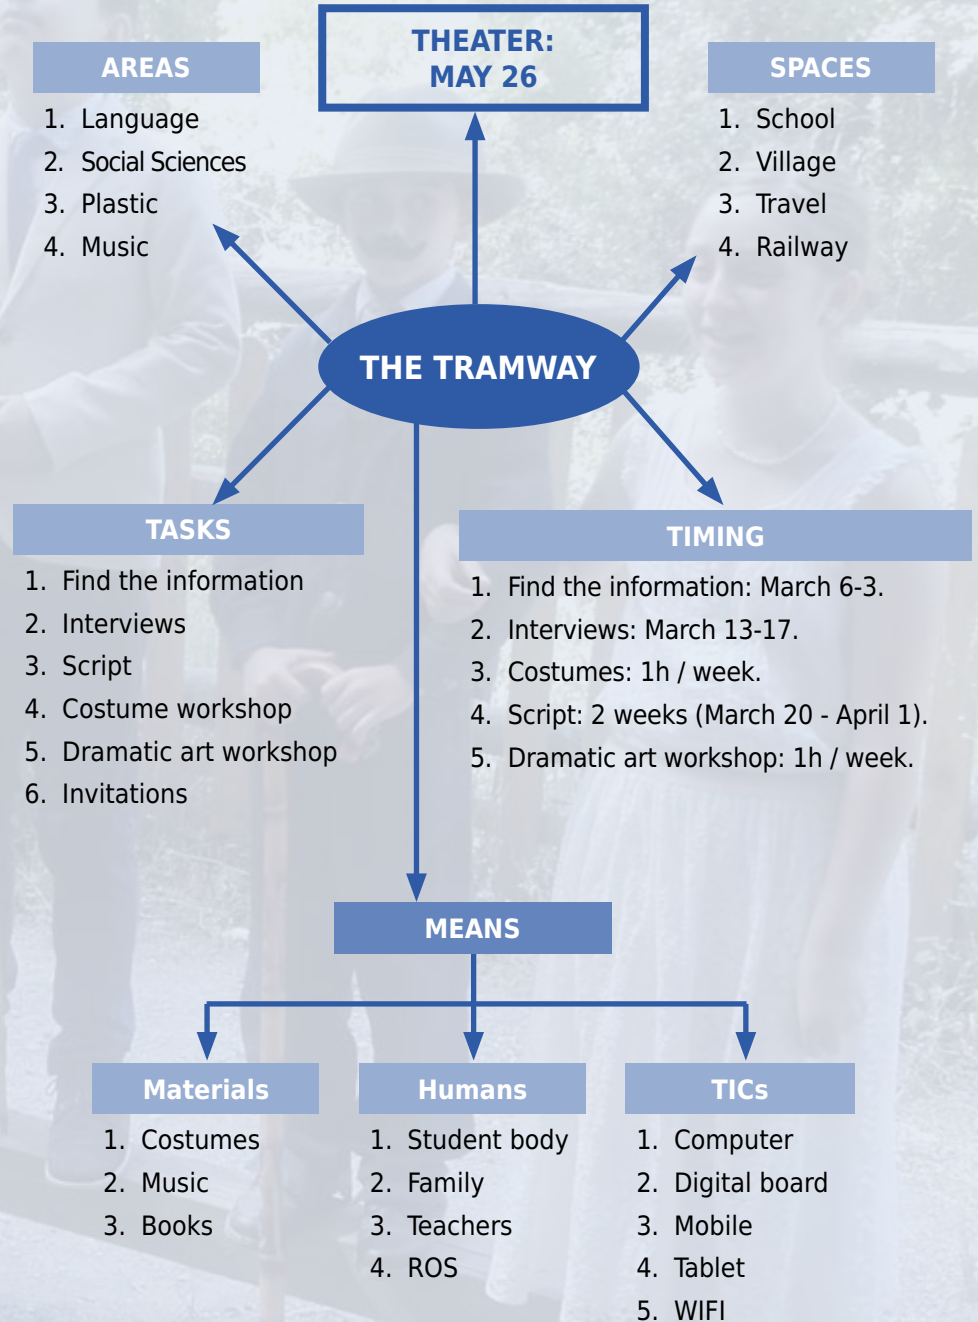 THEATER:
MAY 26
AREAS
1. Language
2. Social Sciences
3. Plastic
4. Music
SPACES
1. School
2. Village
3. Travel
4. Railway
THE TRAMWAY
TASKS
1. Find the information
2. Interviews
3. Script
4. Costume workshop
5. Dramatic art workshop
6. Invitations
TIMING
1. Find the information: March 6-3.
2. Interviews: March 13-17.
3. Costumes: 1h / week.
4. Script: 2 weeks (March 20 - April 1).
5. Dramatic art workshop: 1h / week.
MEANS
Materials
1. Costumes
2. Music
3. Books
Humans
1. Student body
2. Family
3. Teachers
4. ROS
TICs
1. Computer
2. Digital board
3. Mobile
4. Tablet
5. WIFI